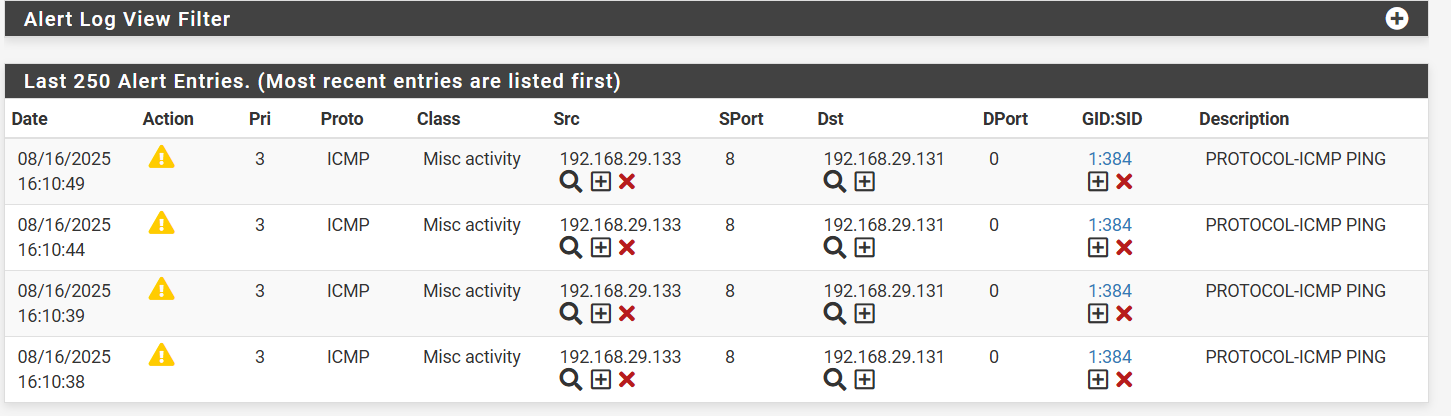 Alert Log View Filter
Last 250 Alert Entries. (Most recent entries are listed first)
Date Action Pri Proto Class Src SPort Dst DPort GID:SID Description
08/16/2025 3 ICMP Misc activity 192.168.29.133 8 192.168.29.131 0 1:384 PROTOCOL-ICMP PING
16:10:49
08/16/2025 3 ICMP Misc activity 192.168.29.133 8 192.168.29.131 0 1:384 PROTOCOL-ICMP PING
16:10:44
08/16/2025 3 ICMP Misc activity 192.168.29.133 8 192.168.29.131 0 1:384 PROTOCOL-ICMP PING
16:10:39
08/16/2025 3 ICMP Misc activity 192.168.29.133 8 192.168.29.131 0 1:384 PROTOCOL-ICMP PING
16:10:38